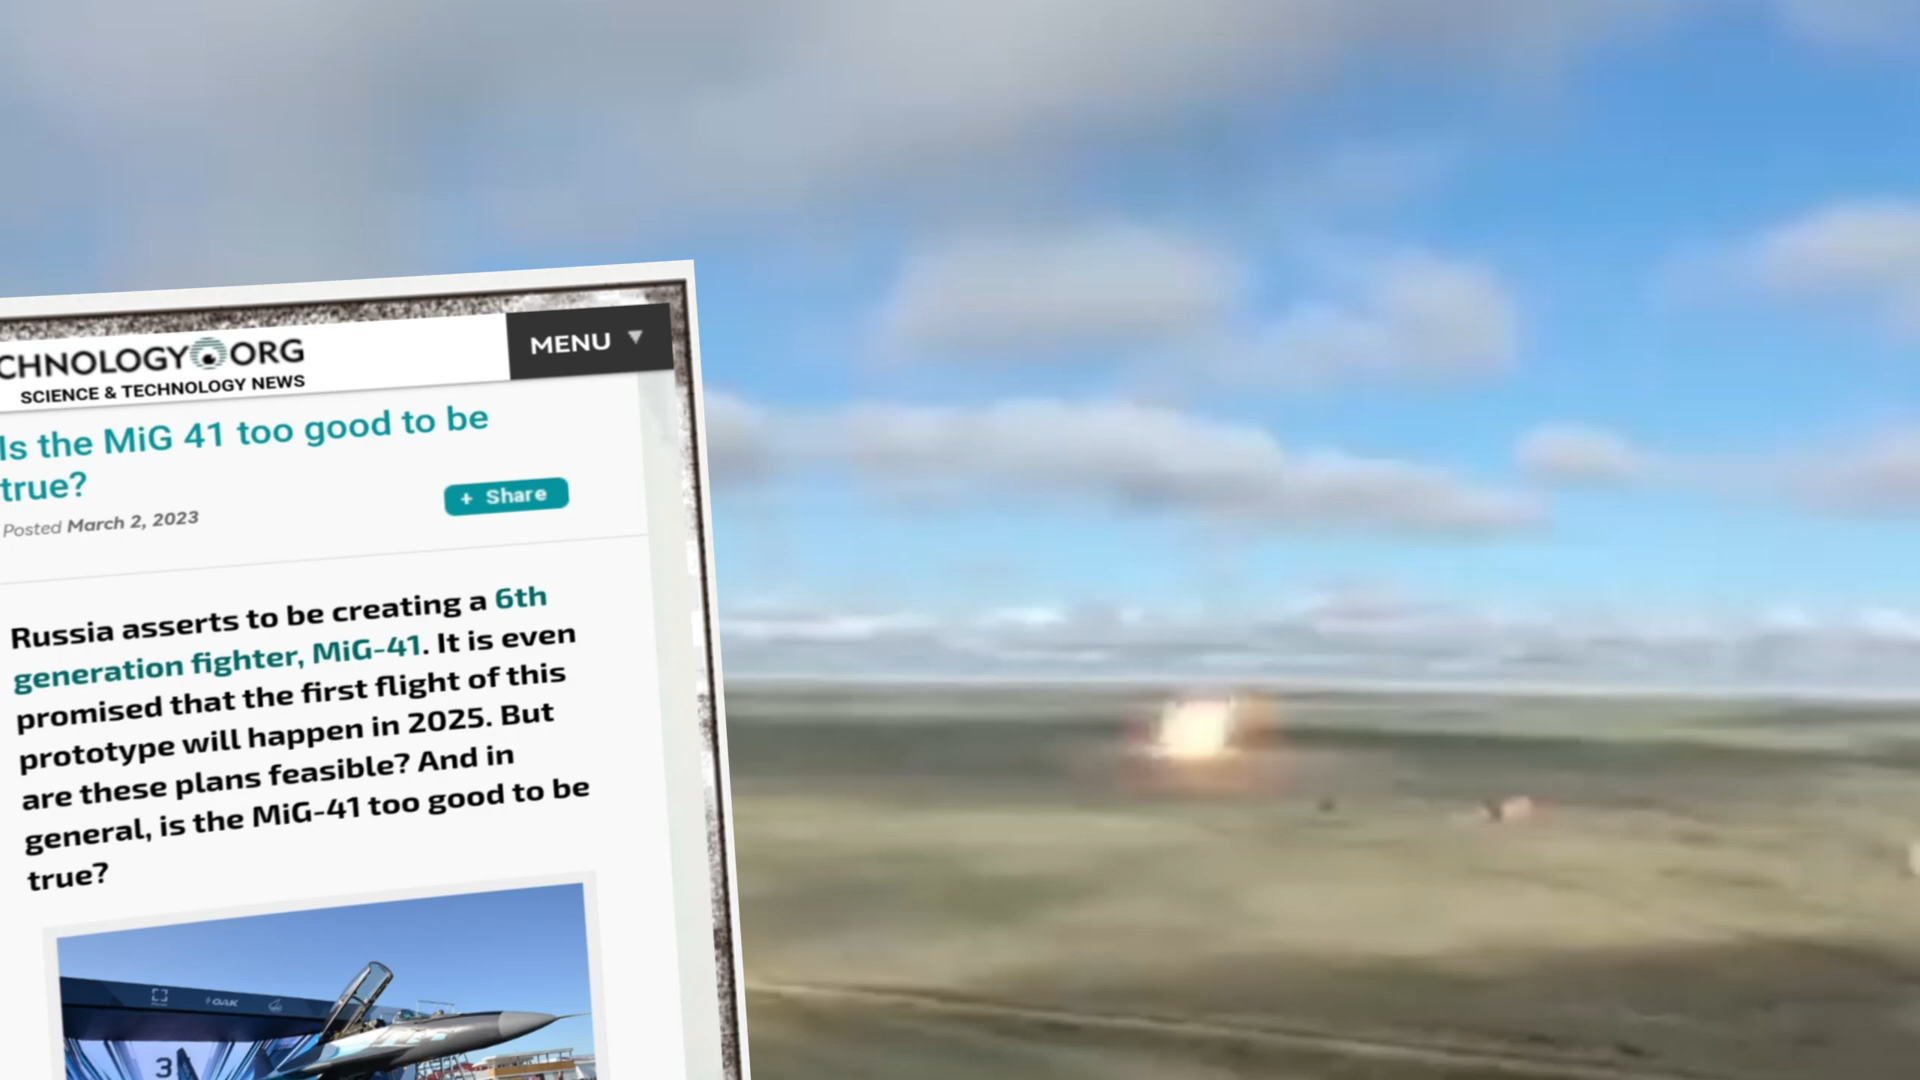 CHNOLOGY ORG
SCIENCE & TECHNOLOGY NEWS
MENU
Is the MiG 41 too good to be
true?
+ Share
Posted March 2, 2023
Russia asserts to be creating a 6th
generation fighter, MiG-41. It is even
promised that the first flight of this
prototype will happen in 2025. But
are these plans feasible? And in
general, is the MiG-41 too good to be
true?
OAK
3